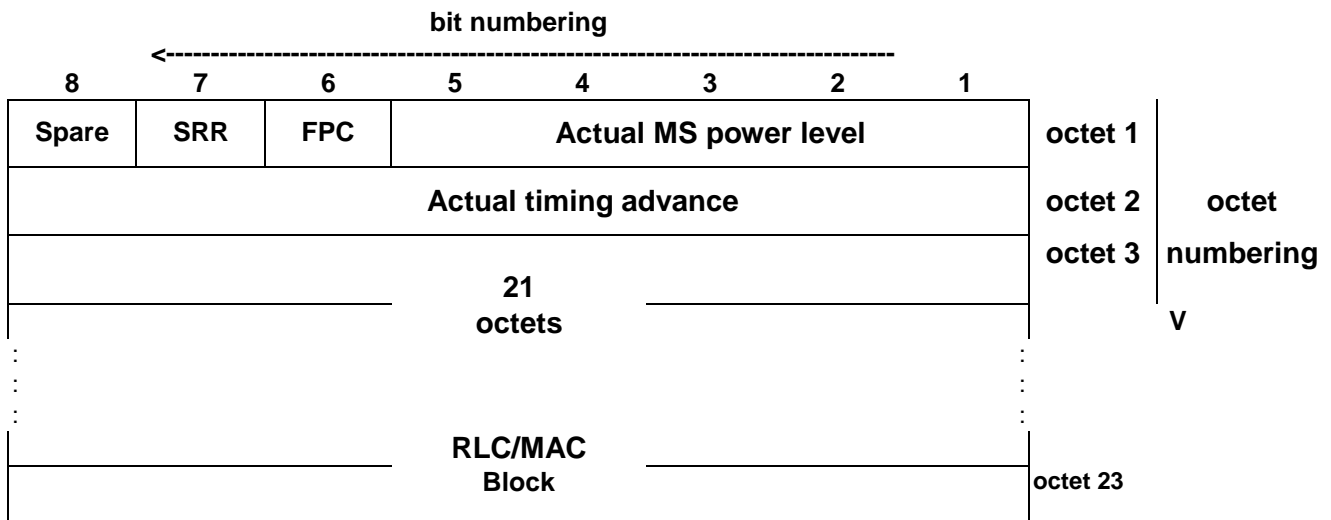 bit numbering
<--------------------------------------------------------------------------------
8 7 6 5 4 3 2 1
Spare SRR FPC Actual MS power level octet 1
Actual timing advance octet 2 octet
octet 3 numbering
21
octets
V
: :
: :
: :
RLC/MAC
Block octet 23